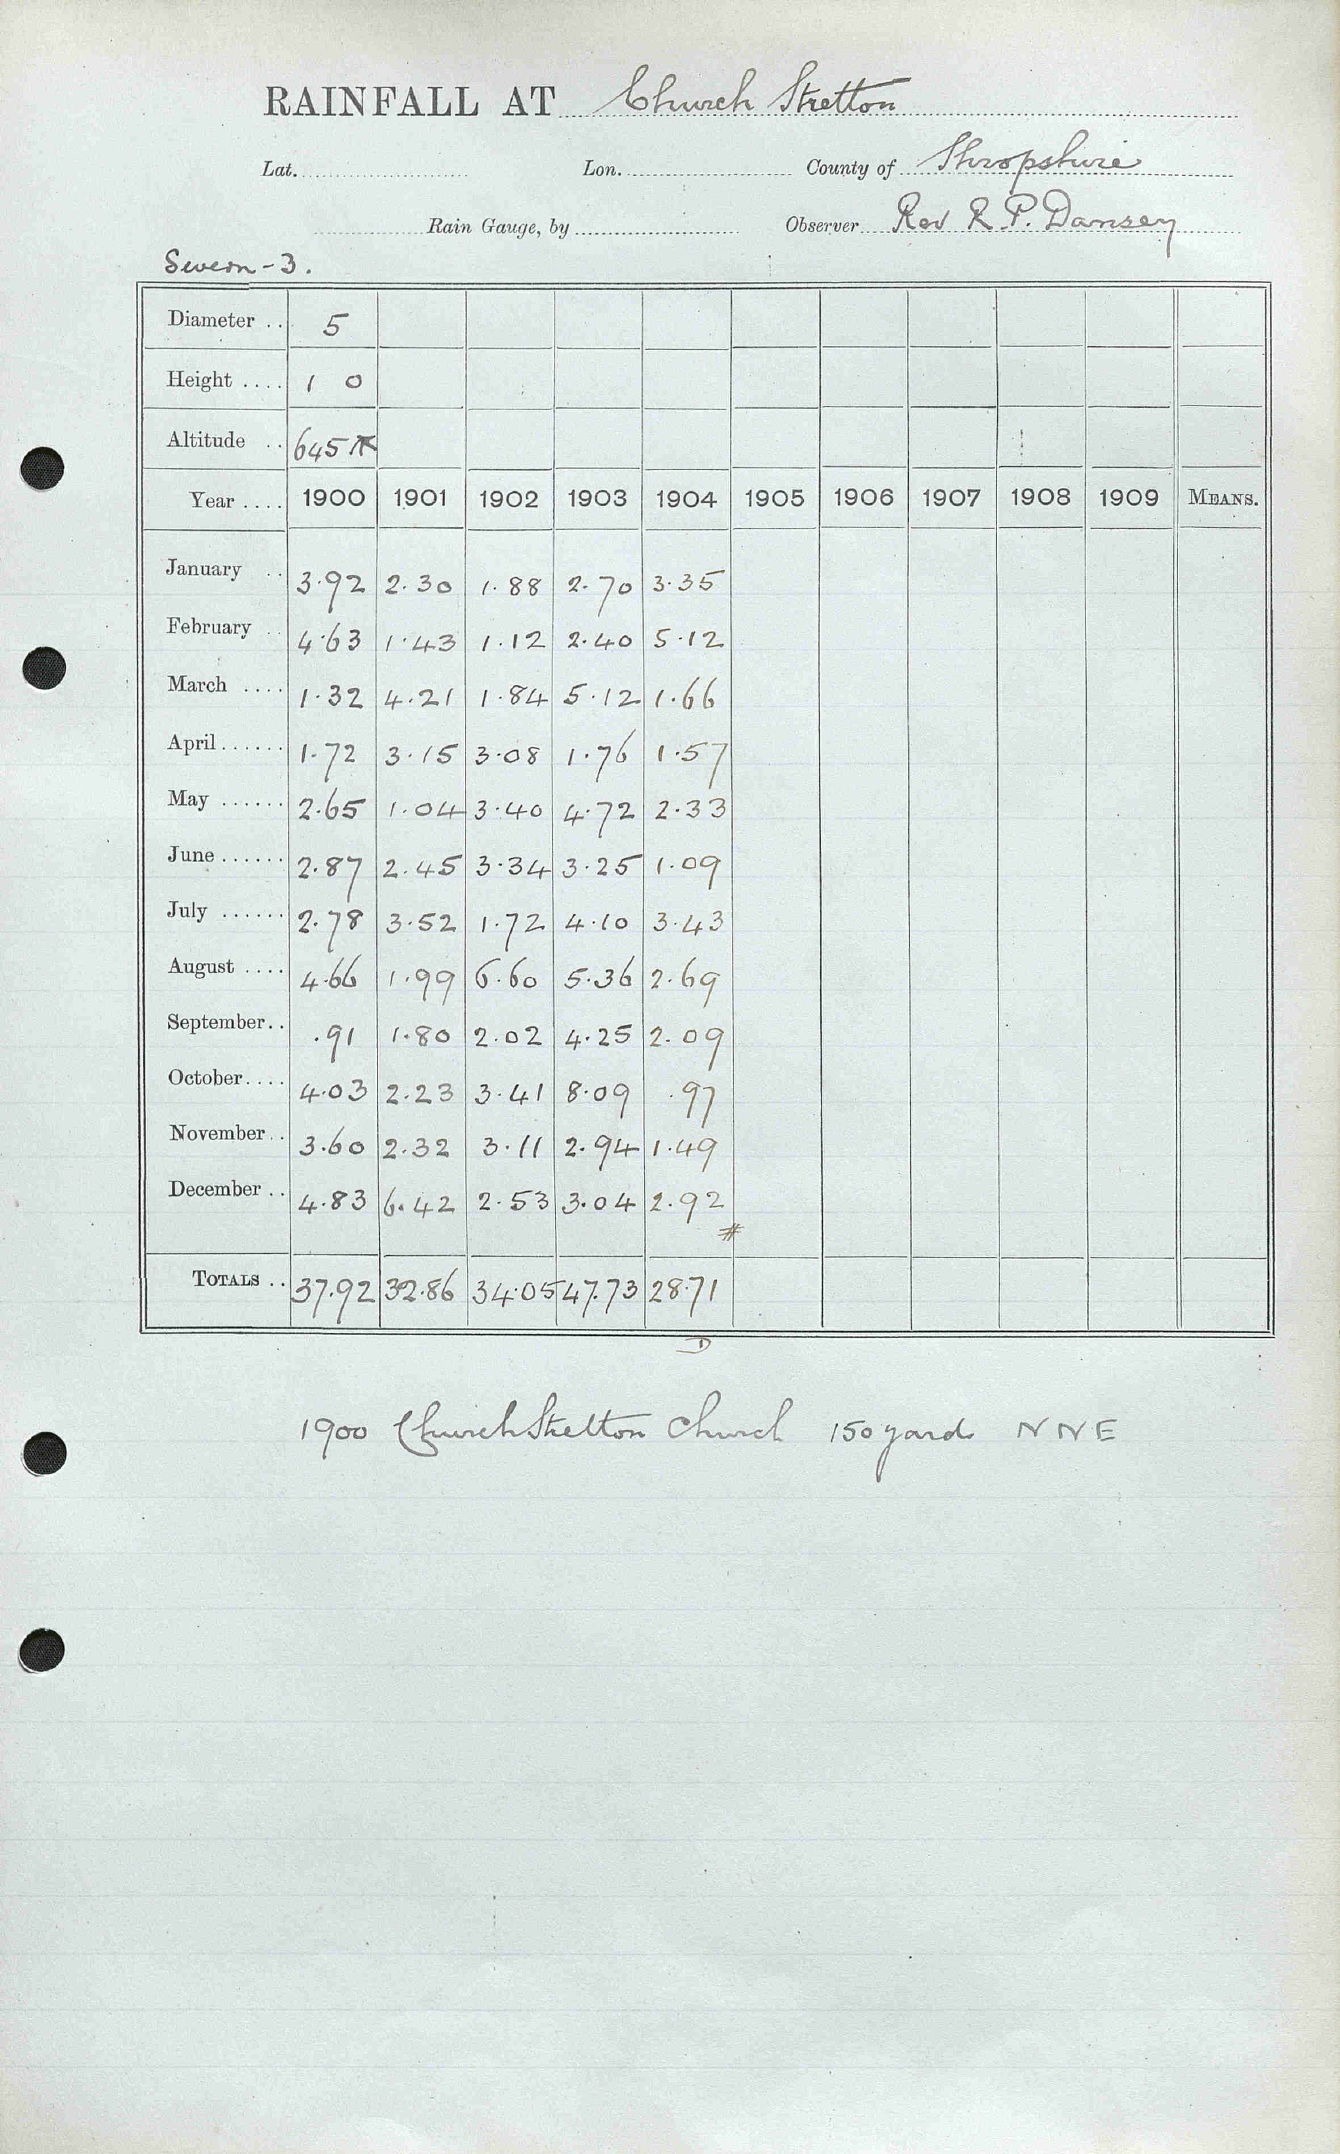 RAINFALL AT Church Stretton
Lat. Lon. County of Shropshire
Rain Gauge, by Observer Rev R P. Dansey
Severn - 3.
Diameter .. 5
Height .... 1 0
Altitude .. 645
Year .... 1900 1901 1902 1903 1904 1905 1906 1907 1908 1909 MEANS.
January .. 3.92 2.30 1.88 2.70 3.35
February .. 4.63 1.43 1.12 2.40 5.12
March .... 1.32 4.21 1.84 5.12 1.66
April ...... 1.72 3.15 3.08 1.76 1.57
May ...... 2.65 1.04 3.40 4.72 2.33
June ...... 2.87 2.45 3.34 3.25 1.09
July ...... 2.78 3.52 1.72 4.10 3.43
August .... 4.66 1.99 6.60 5.36 2.69
September.. .91 1.80 2.02 4.25 2.09
October.... 4.03 2.23 3.41 8.09 .97
November.. 3.60 2.32 3.11 2.94 1.49
December .. 4.83 6.42 2.53 3.04 2.92
#
TOTALS .. 37.92 32.86 34.05 47.73 28.71
D
1900 Church Stretton Church 150 yards N N E